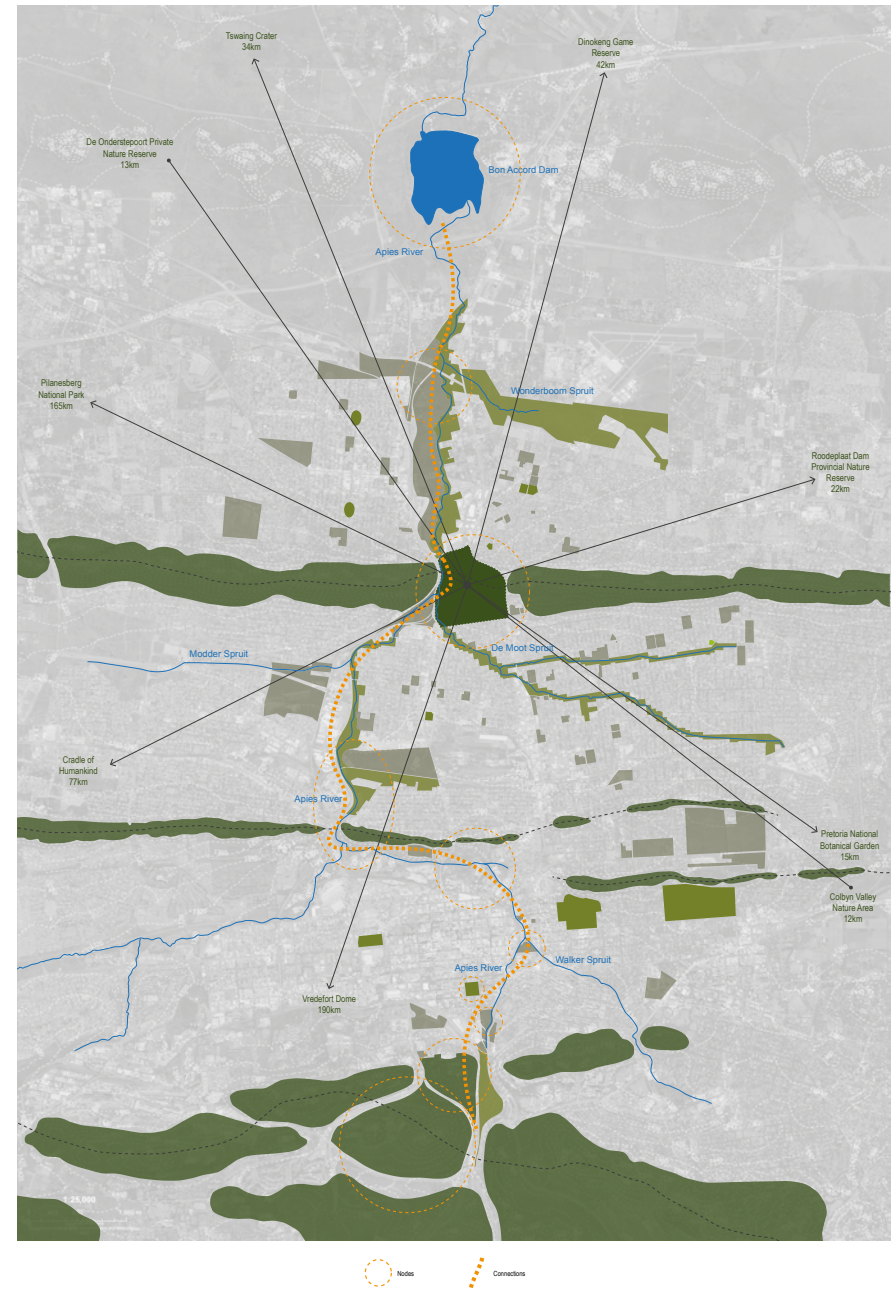 Tswaing Crater
34km
Dinokeng Game
Reserve
42km
De Onderstepoort Private
Nature Reserve
13km
Bon Accord Dam
Apies River
Pilanesberg
National Park
165km
Wonderboom Spruit
Roodeplaat Dam
Provincial Nature
Reserve
22km
Modder Spruit
De Moot Spruit
Cradle of
Humankind
77km
Apies River
Pretoria National
Botanical Garden
15km
Colbyn Valley
Nature Area
12km
Apies River
Walker Spruit
Vredefort Dome
190km
1:25,000
Nodes
Connections